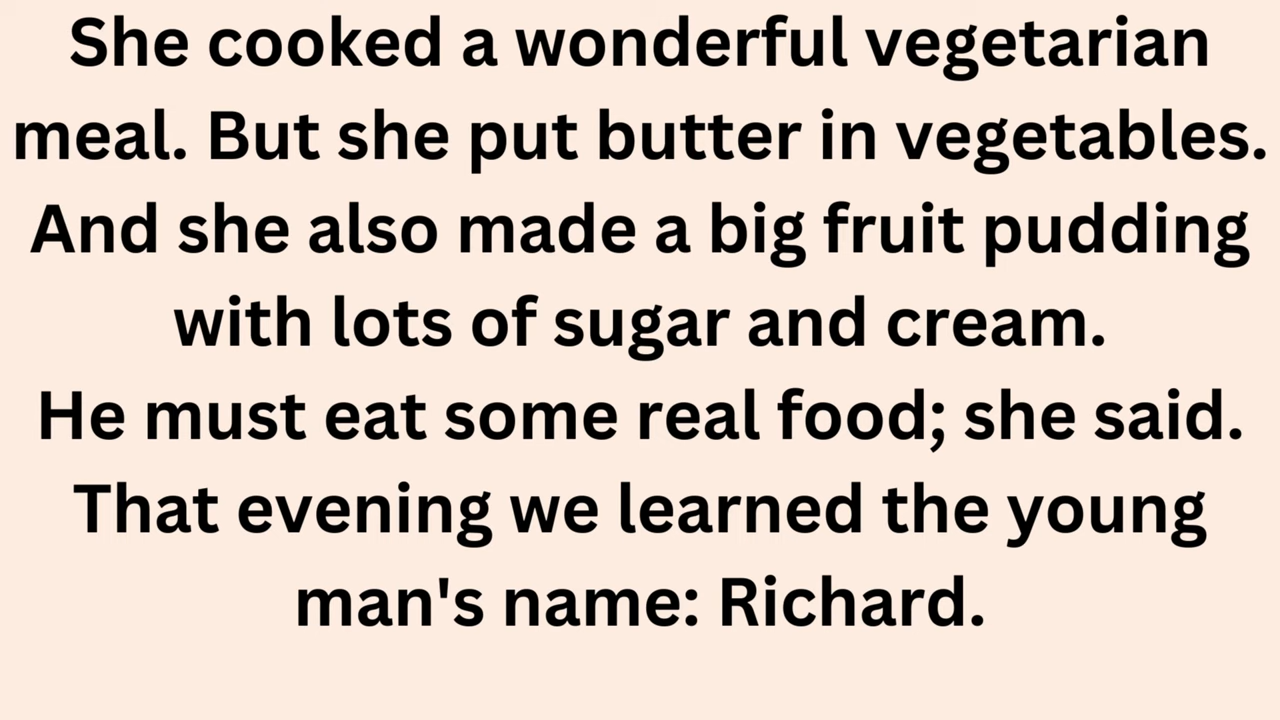 She cooked a wonderful vegetarian
meal. But she put butter in vegetables.
And she also made a big fruit pudding
with lots of sugar and cream.
He must eat some real food; she said.
That evening we learned the young
man's name: Richard.